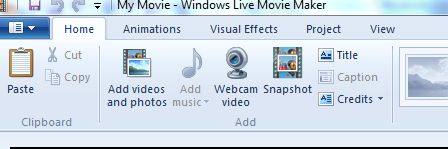 My Movie - Windows Live Movie Maker
Home Animations Visual Effects Project View
Paste
Cut
Copy
Clipboard
Add videos
and photos
Add
music
Webcam
video
Snapshot
Title
Caption
Credits
Add